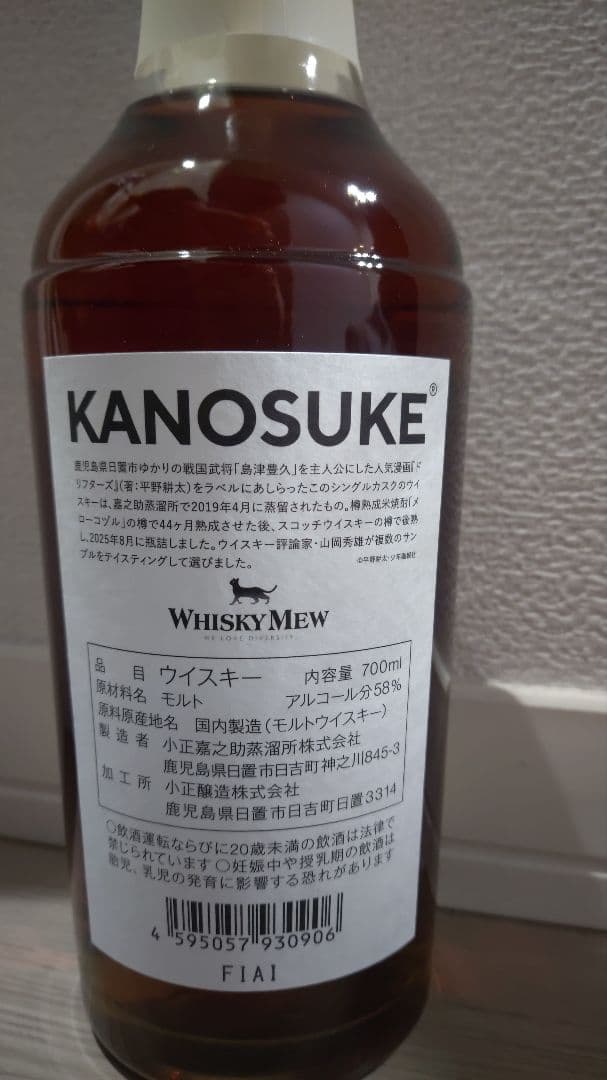 KANOSUKE®
鹿児島県日置市ゆかりの戦国武将「島津豊久」を主人公にした人気漫画『ド
リフターズ』(著:平野耕太)をラベルにあしらったこのシングルカスクのウイ
スキーは、嘉之助蒸溜所で2019年4月に蒸留されたもの。樽熟成米焼酎「メ
ローコヅル」の樽で44ヶ月熟成させた後、スコッチウイスキーの樽で後熟
し、2025年8月に瓶詰しました。ウイスキー評論家・山岡秀雄が複数のサン
プルをテイスティングして選びました。
©平野耕太・少年画報社
WHISKY MEW
WE LOVE DIVERSITY
品目 ウイスキー 内容量 700ml
原材料名 モルト アルコール分58%
原料原産地名 国内製造(モルトウイスキー)
製造者 小正嘉之助蒸溜所株式会社
鹿児島県日置市日吉町神之川845-3
加工所 小正醸造株式会社
鹿児島県日置市日吉町日置3314
○飲酒運転ならびに20歳未満の飲酒は法律で
禁じられています ○妊娠中や授乳期の飲酒は
胎児、乳児の発育に影響する恐れがあります
4 595057 930906
FIAI